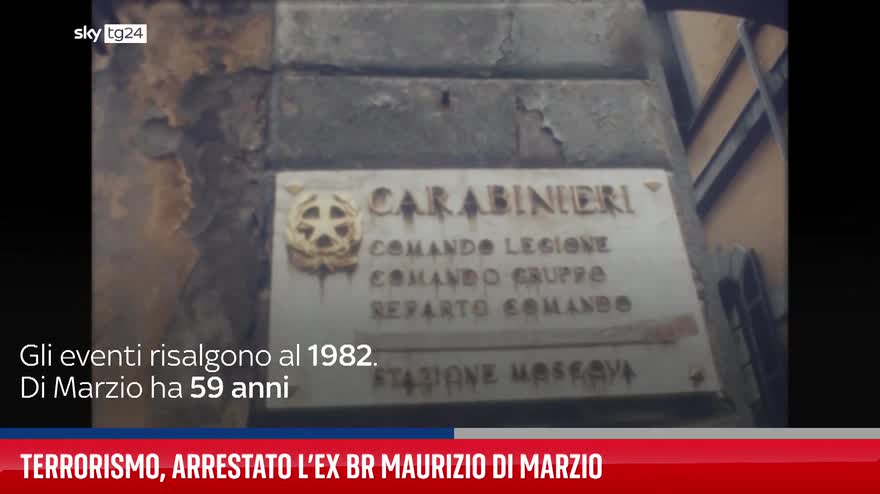 sky tg24
CARABINIERI
COMANDO LEGIONE
COMANDO GRUPPO
REPARTO COMANDO
STAZIONE MOSCOVA
Gli eventi risalgono al 1982.
Di Marzio ha 59 anni
TERRORISMO, ARRESTATO L'EX BR MAURIZIO DI MARZIO